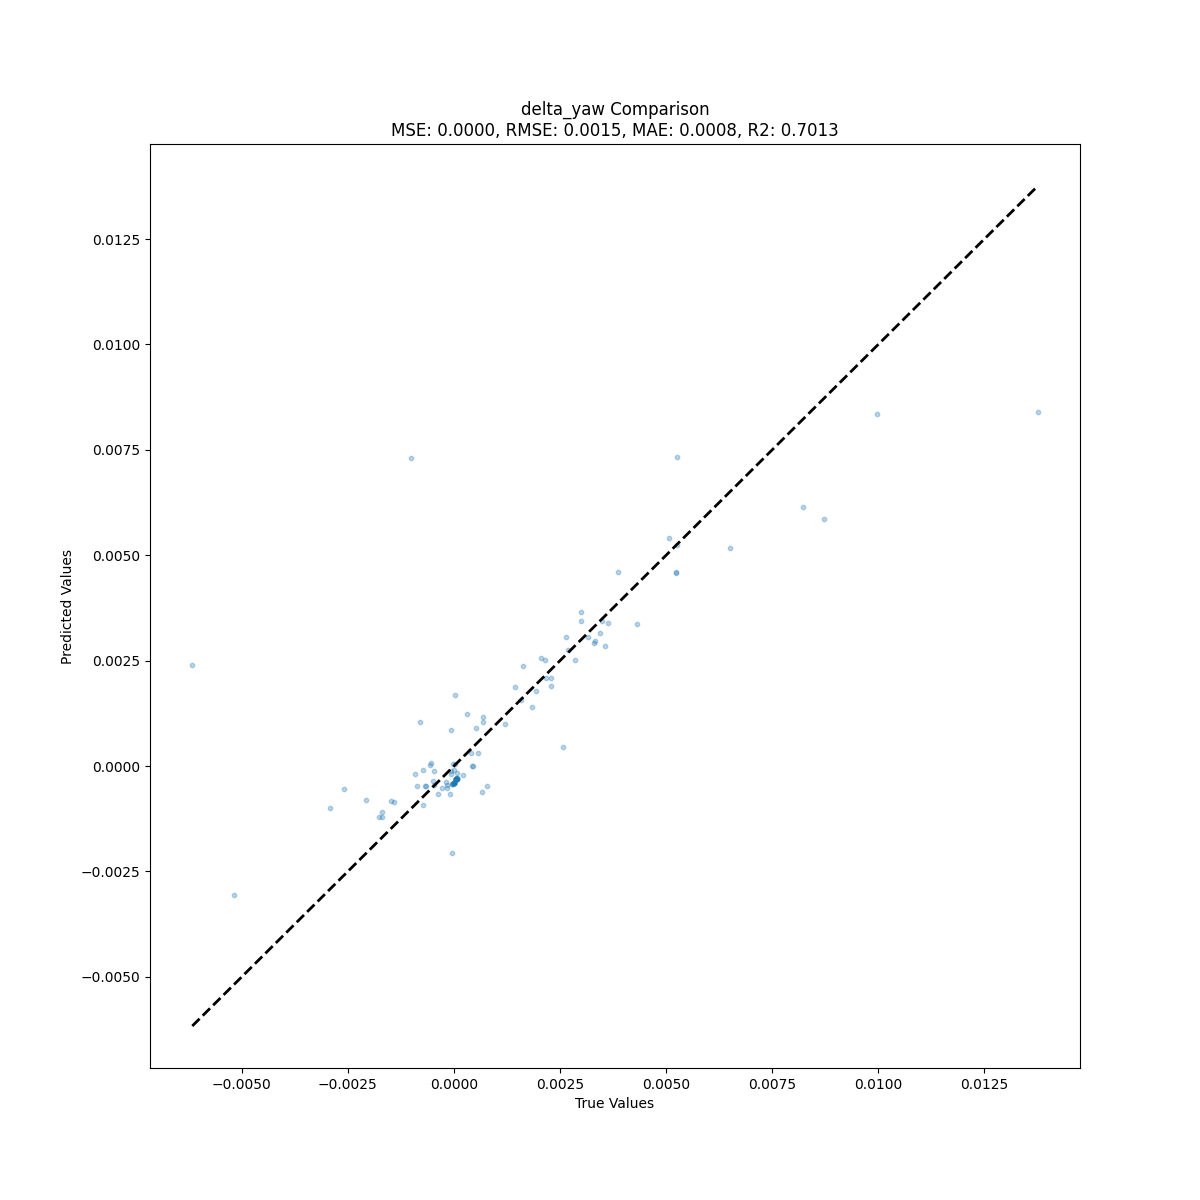 delta_yaw Comparison
MSE: 0.0000, RMSE: 0.0015, MAE: 0.0008, R2: 0.7013
0.0125
0.0100
0.0075
0.0050
0.0025
0.0000
−0.0025
−0.0050
Predicted Values
−0.0050 −0.0025 0.0000 0.0025 0.0050 0.0075 0.0100 0.0125
True Values